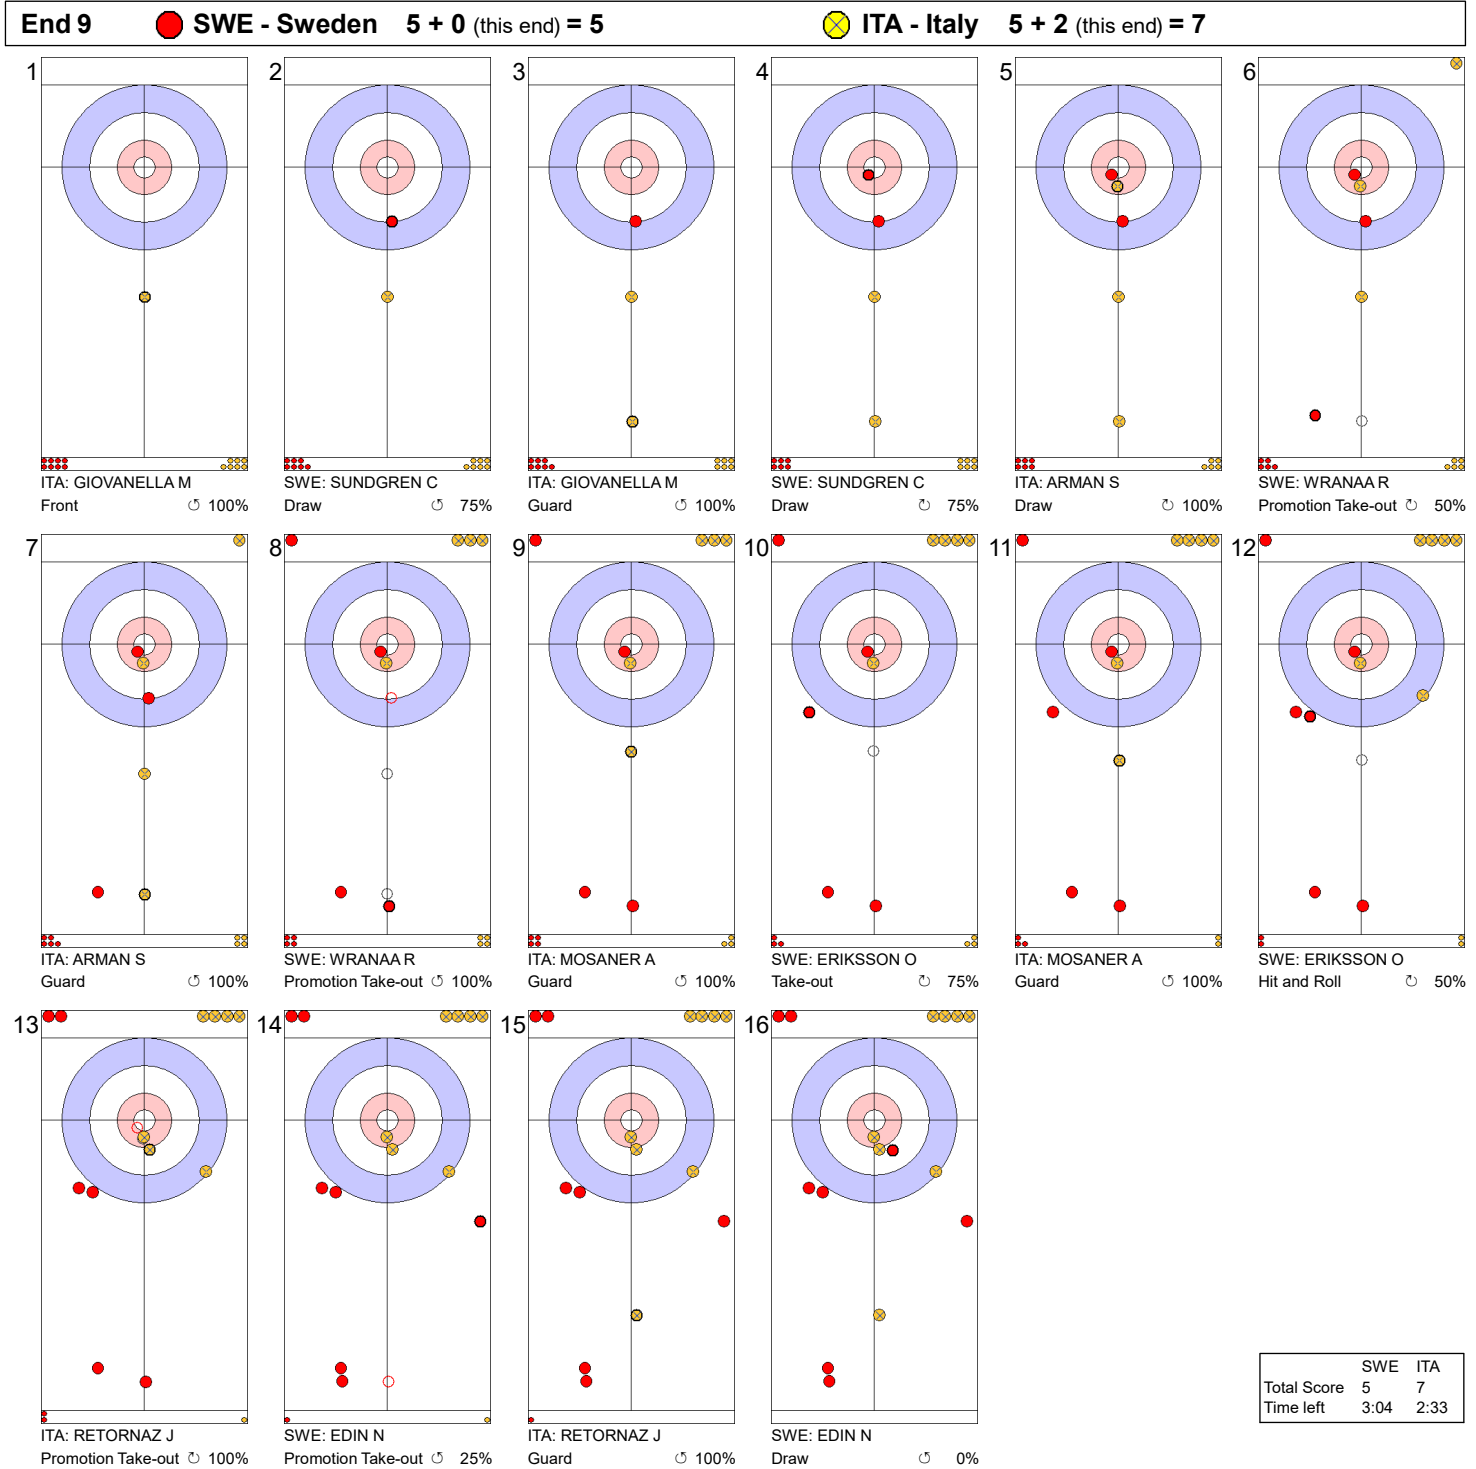 End 9 SWE - Sweden 5 + 0 (this end) = 5 ITA - Italy 5 + 2 (this end) = 7
1 2 3 4 5 6
ITA: GIOVANELLA M SWE: SUNDGREN C ITA: GIOVANELLA M SWE: SUNDGREN C ITA: ARMAN S SWE: WRANAA R
Front ↺ 100% Draw ↺ 75% Guard ↺ 100% Draw ↻ 75% Draw ↻ 100% Promotion Take-out ↻ 50%
7 8 9 10 11 12
ITA: ARMAN S SWE: WRANAA R ITA: MOSANER A SWE: ERIKSSON O ITA: MOSANER A SWE: ERIKSSON O
Guard ↺ 100% Promotion Take-out ↻ 100% Guard ↺ 100% Take-out ↺ 75% Guard ↺ 100% Hit and Roll ↻ 50%
13 14 15 16
ITA: RETORNAZ J SWE: EDIN N ITA: RETORNAZ J SWE: EDIN N
Promotion Take-out ↻ 100% Promotion Take-out ↺ 25% Guard ↺ 100% Draw ↺ 0%
SWE ITA
Total Score 5 7
Time left 3:04 2:33